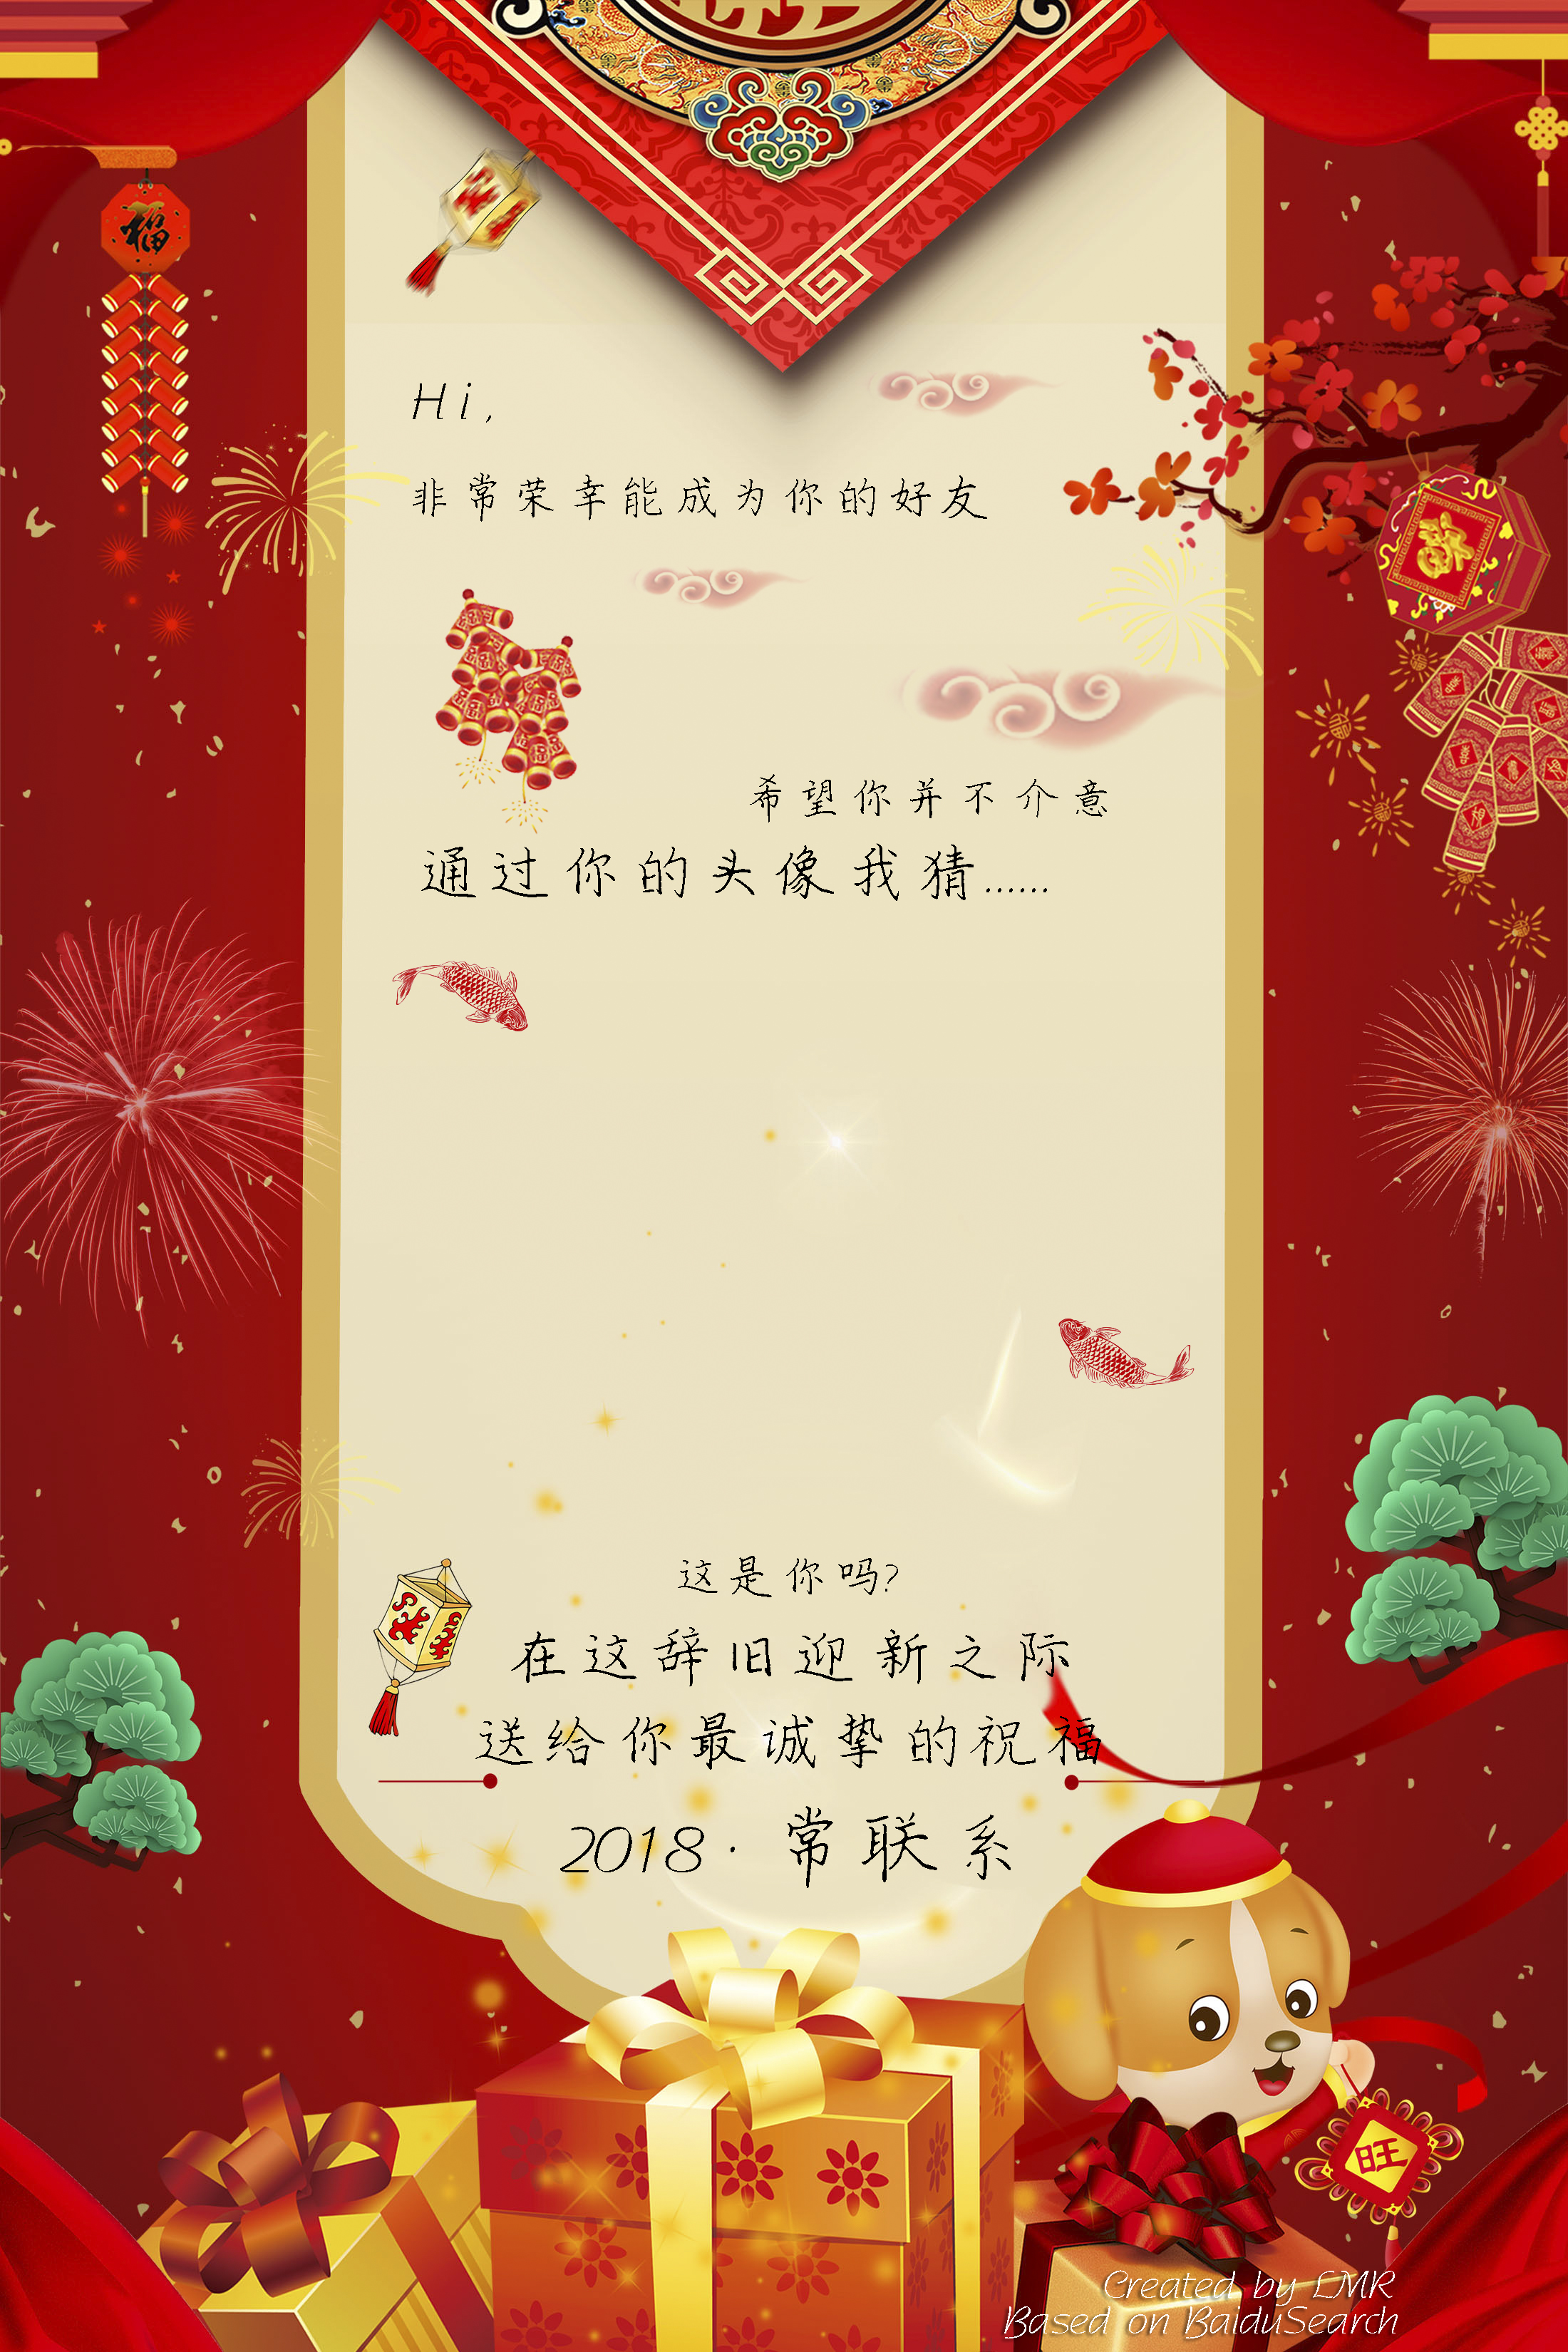 福
Hi,
非常荣幸能成为你的好友
希望你并不介意
通过你的头像我猜......
这是你吗?
在这辞旧迎新之际
送给你最诚挚的祝福
2018· 常联系
旺
Created by LMR
Based on BaiduSearch